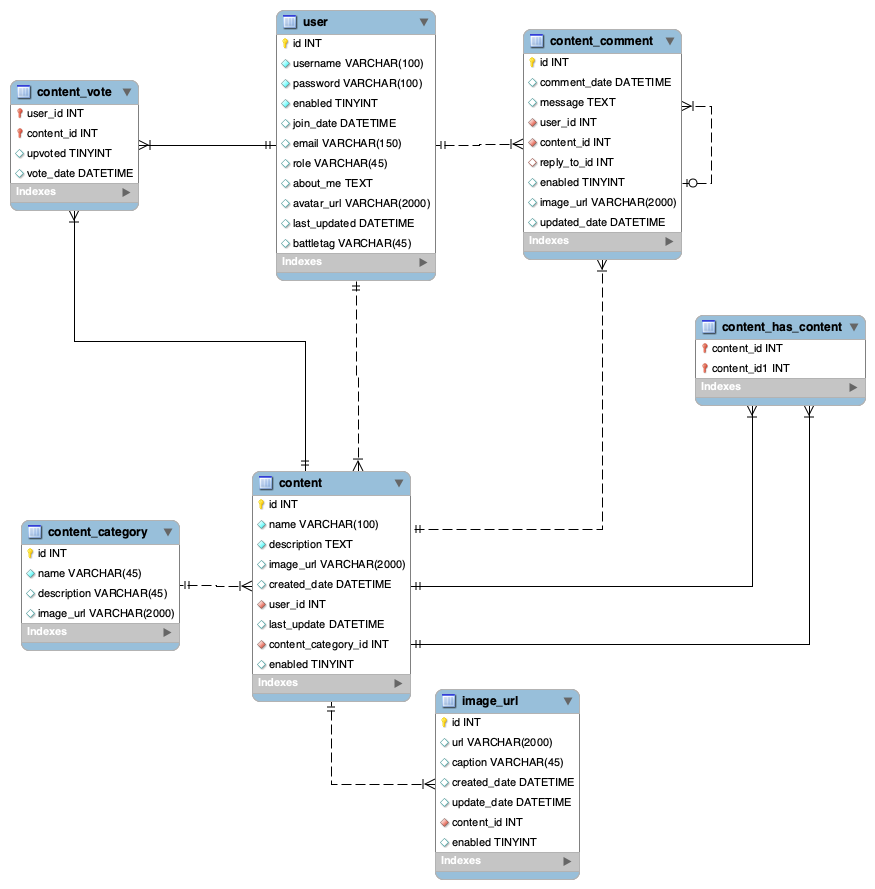 user
id INT
username VARCHAR(100)
password VARCHAR(100)
enabled TINYINT
join_date DATETIME
email VARCHAR(150)
role VARCHAR(45)
about_me TEXT
avatar_url VARCHAR(2000)
last_updated DATETIME
battletag VARCHAR(45)
Indexes
content_comment
id INT
comment_date DATETIME
message TEXT
user_id INT
content_id INT
reply_to_id INT
enabled TINYINT
image_url VARCHAR(2000)
updated_date DATETIME
Indexes
content_vote
user_id INT
content_id INT
upvoted TINYINT
vote_date DATETIME
Indexes
content_has_content
content_id INT
content_id1 INT
Indexes
content
id INT
name VARCHAR(100)
description TEXT
image_url VARCHAR(2000)
created_date DATETIME
user_id INT
last_update DATETIME
content_category_id INT
enabled TINYINT
Indexes
content_category
id INT
name VARCHAR(45)
description VARCHAR(45)
image_url VARCHAR(2000)
Indexes
image_url
id INT
url VARCHAR(2000)
caption VARCHAR(45)
created_date DATETIME
update_date DATETIME
content_id INT
enabled TINYINT
Indexes